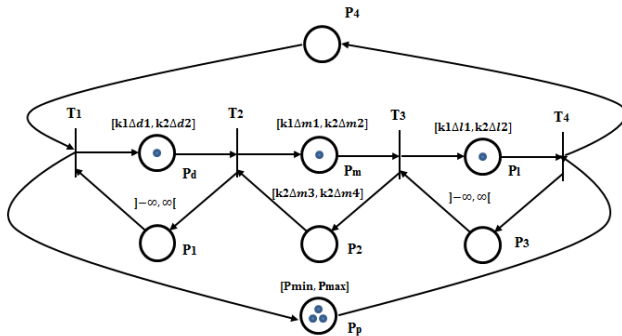 P4
T1
T2
T3
T4
[k1Δd1, k2Δd2]
[k1Δm1, k2Δm2]
[k1Δl1, k2Δl2]
Pd
Pm
Pl
]−∞, ∞[
[k2Δm3, k2Δm4]
]−∞, ∞[
P1
P2
P3
[Pmin, Pmax]
Pp